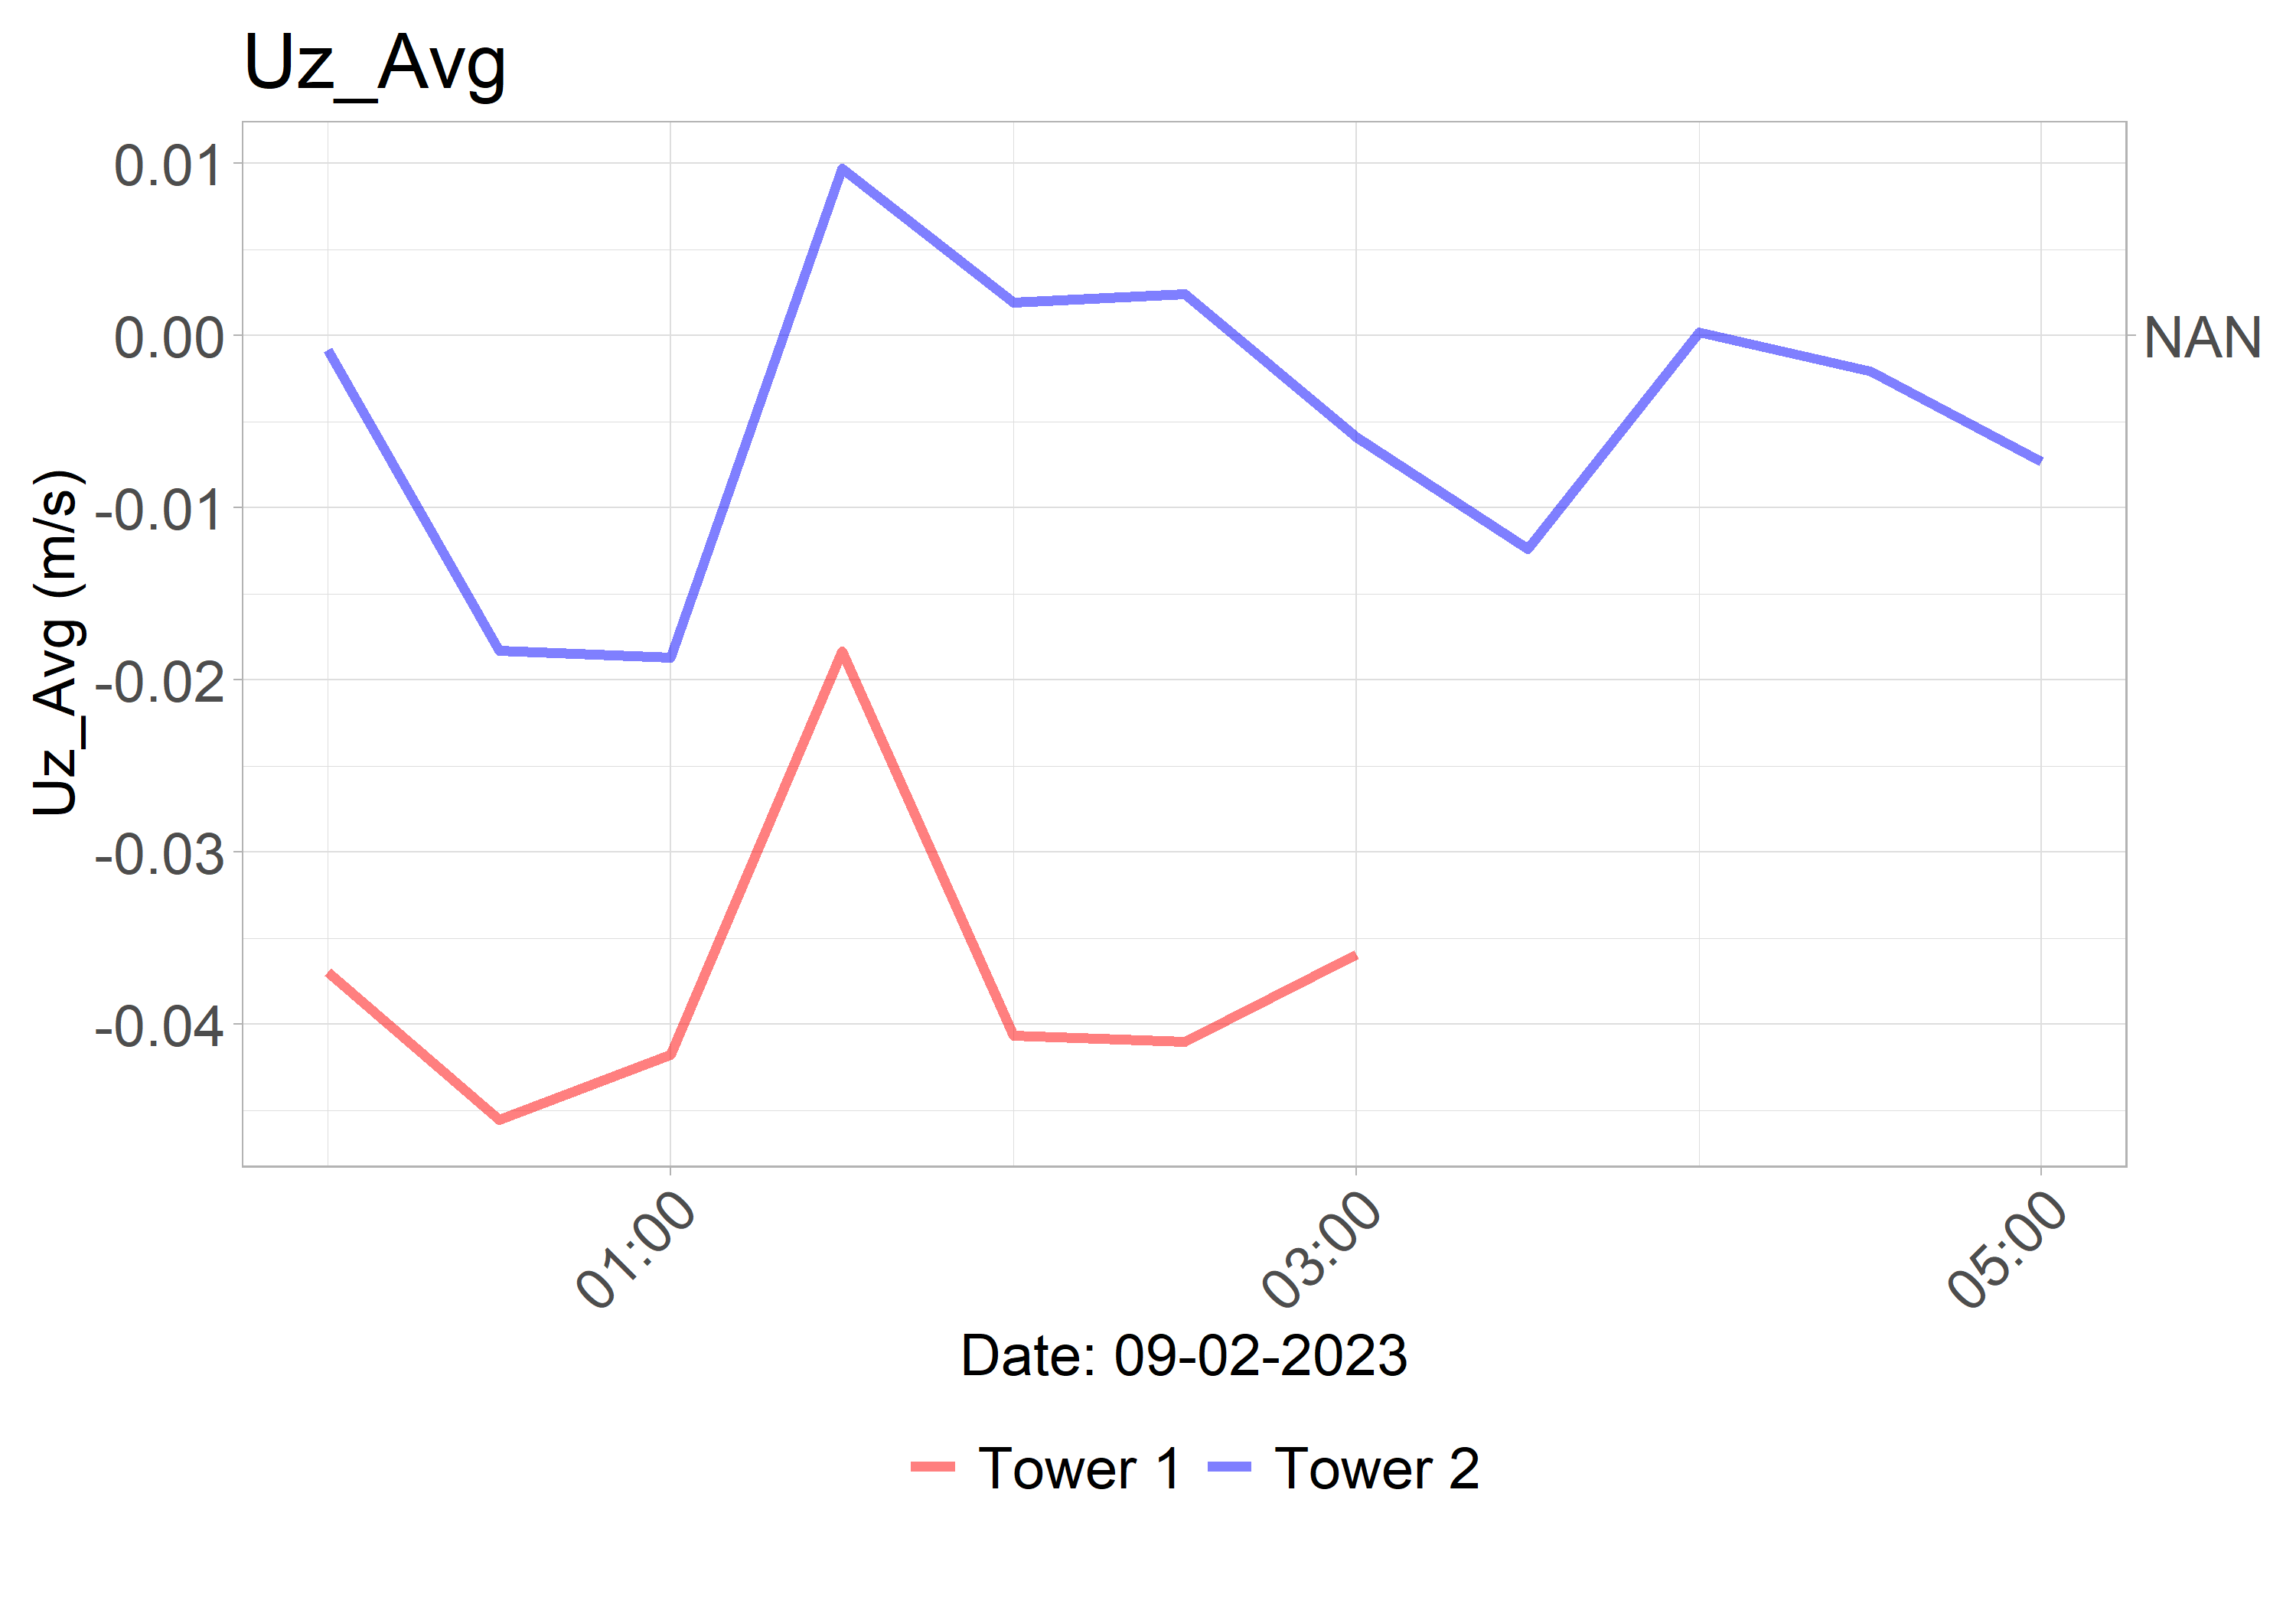 Uz_Avg
0.01
0.00
-0.01
-0.02
-0.03
-0.04
NAN
Uz_Avg (m/s)
01:00
03:00
05:00
Date: 09-02-2023
Tower 1
Tower 2